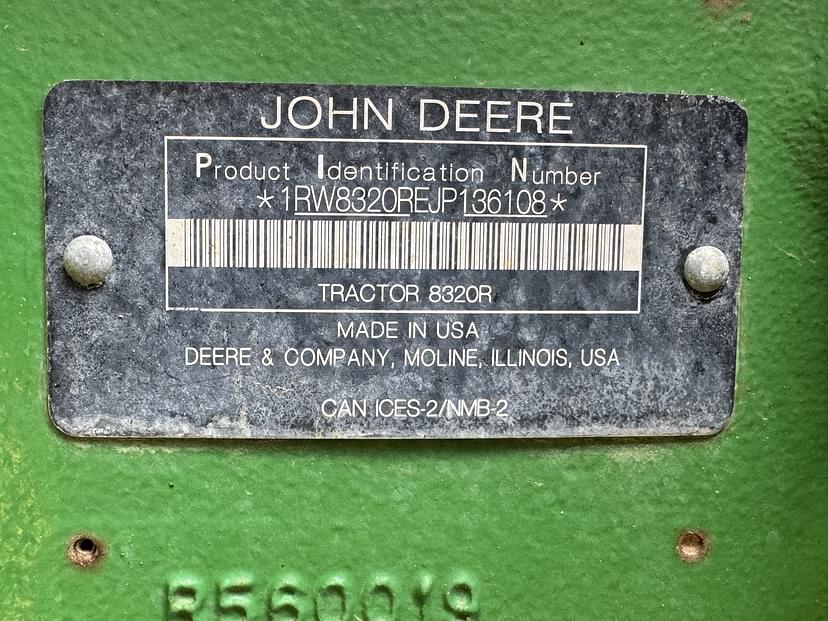 JOHN DEERE
Product Identification Number
*1RW8320REJP136108*
TRACTOR 8320R
MADE IN USA
DEERE & COMPANY, MOLINE, ILLINOIS, USA
CAN ICES-2/NMB-2